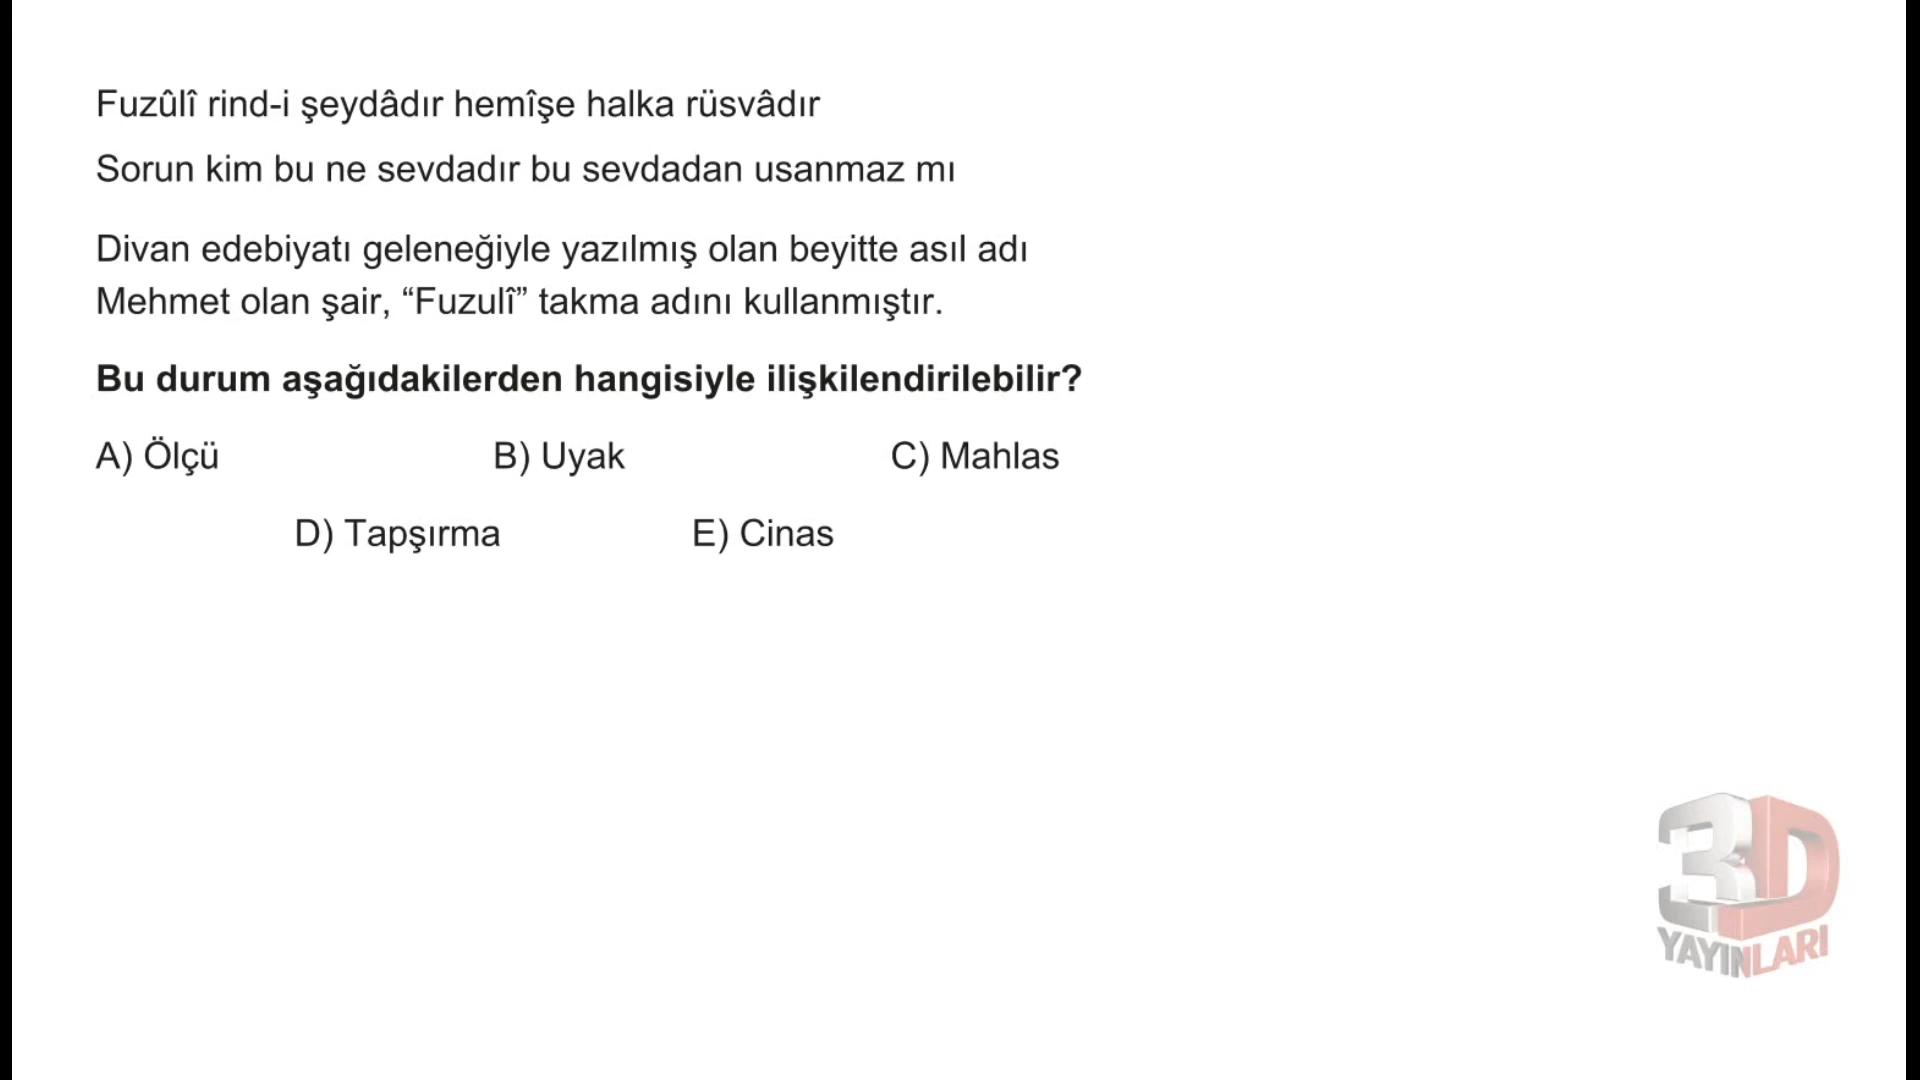 Fuzûlî rind-i şeydâdır hemîşe halka rüsvâdır
Sorun kim bu ne sevdadır bu sevdadan usanmaz mı
Divan edebiyatı geleneğiyle yazılmış olan beyitte asıl adı
Mehmet olan şair, “Fuzulî” takma adını kullanmıştır.
Bu durum aşağıdakilerden hangisiyle ilişkilendirilebilir?
A) Ölçü B) Uyak C) Mahlas
D) Tapşırma E) Cinas
3D
YAYINLARI